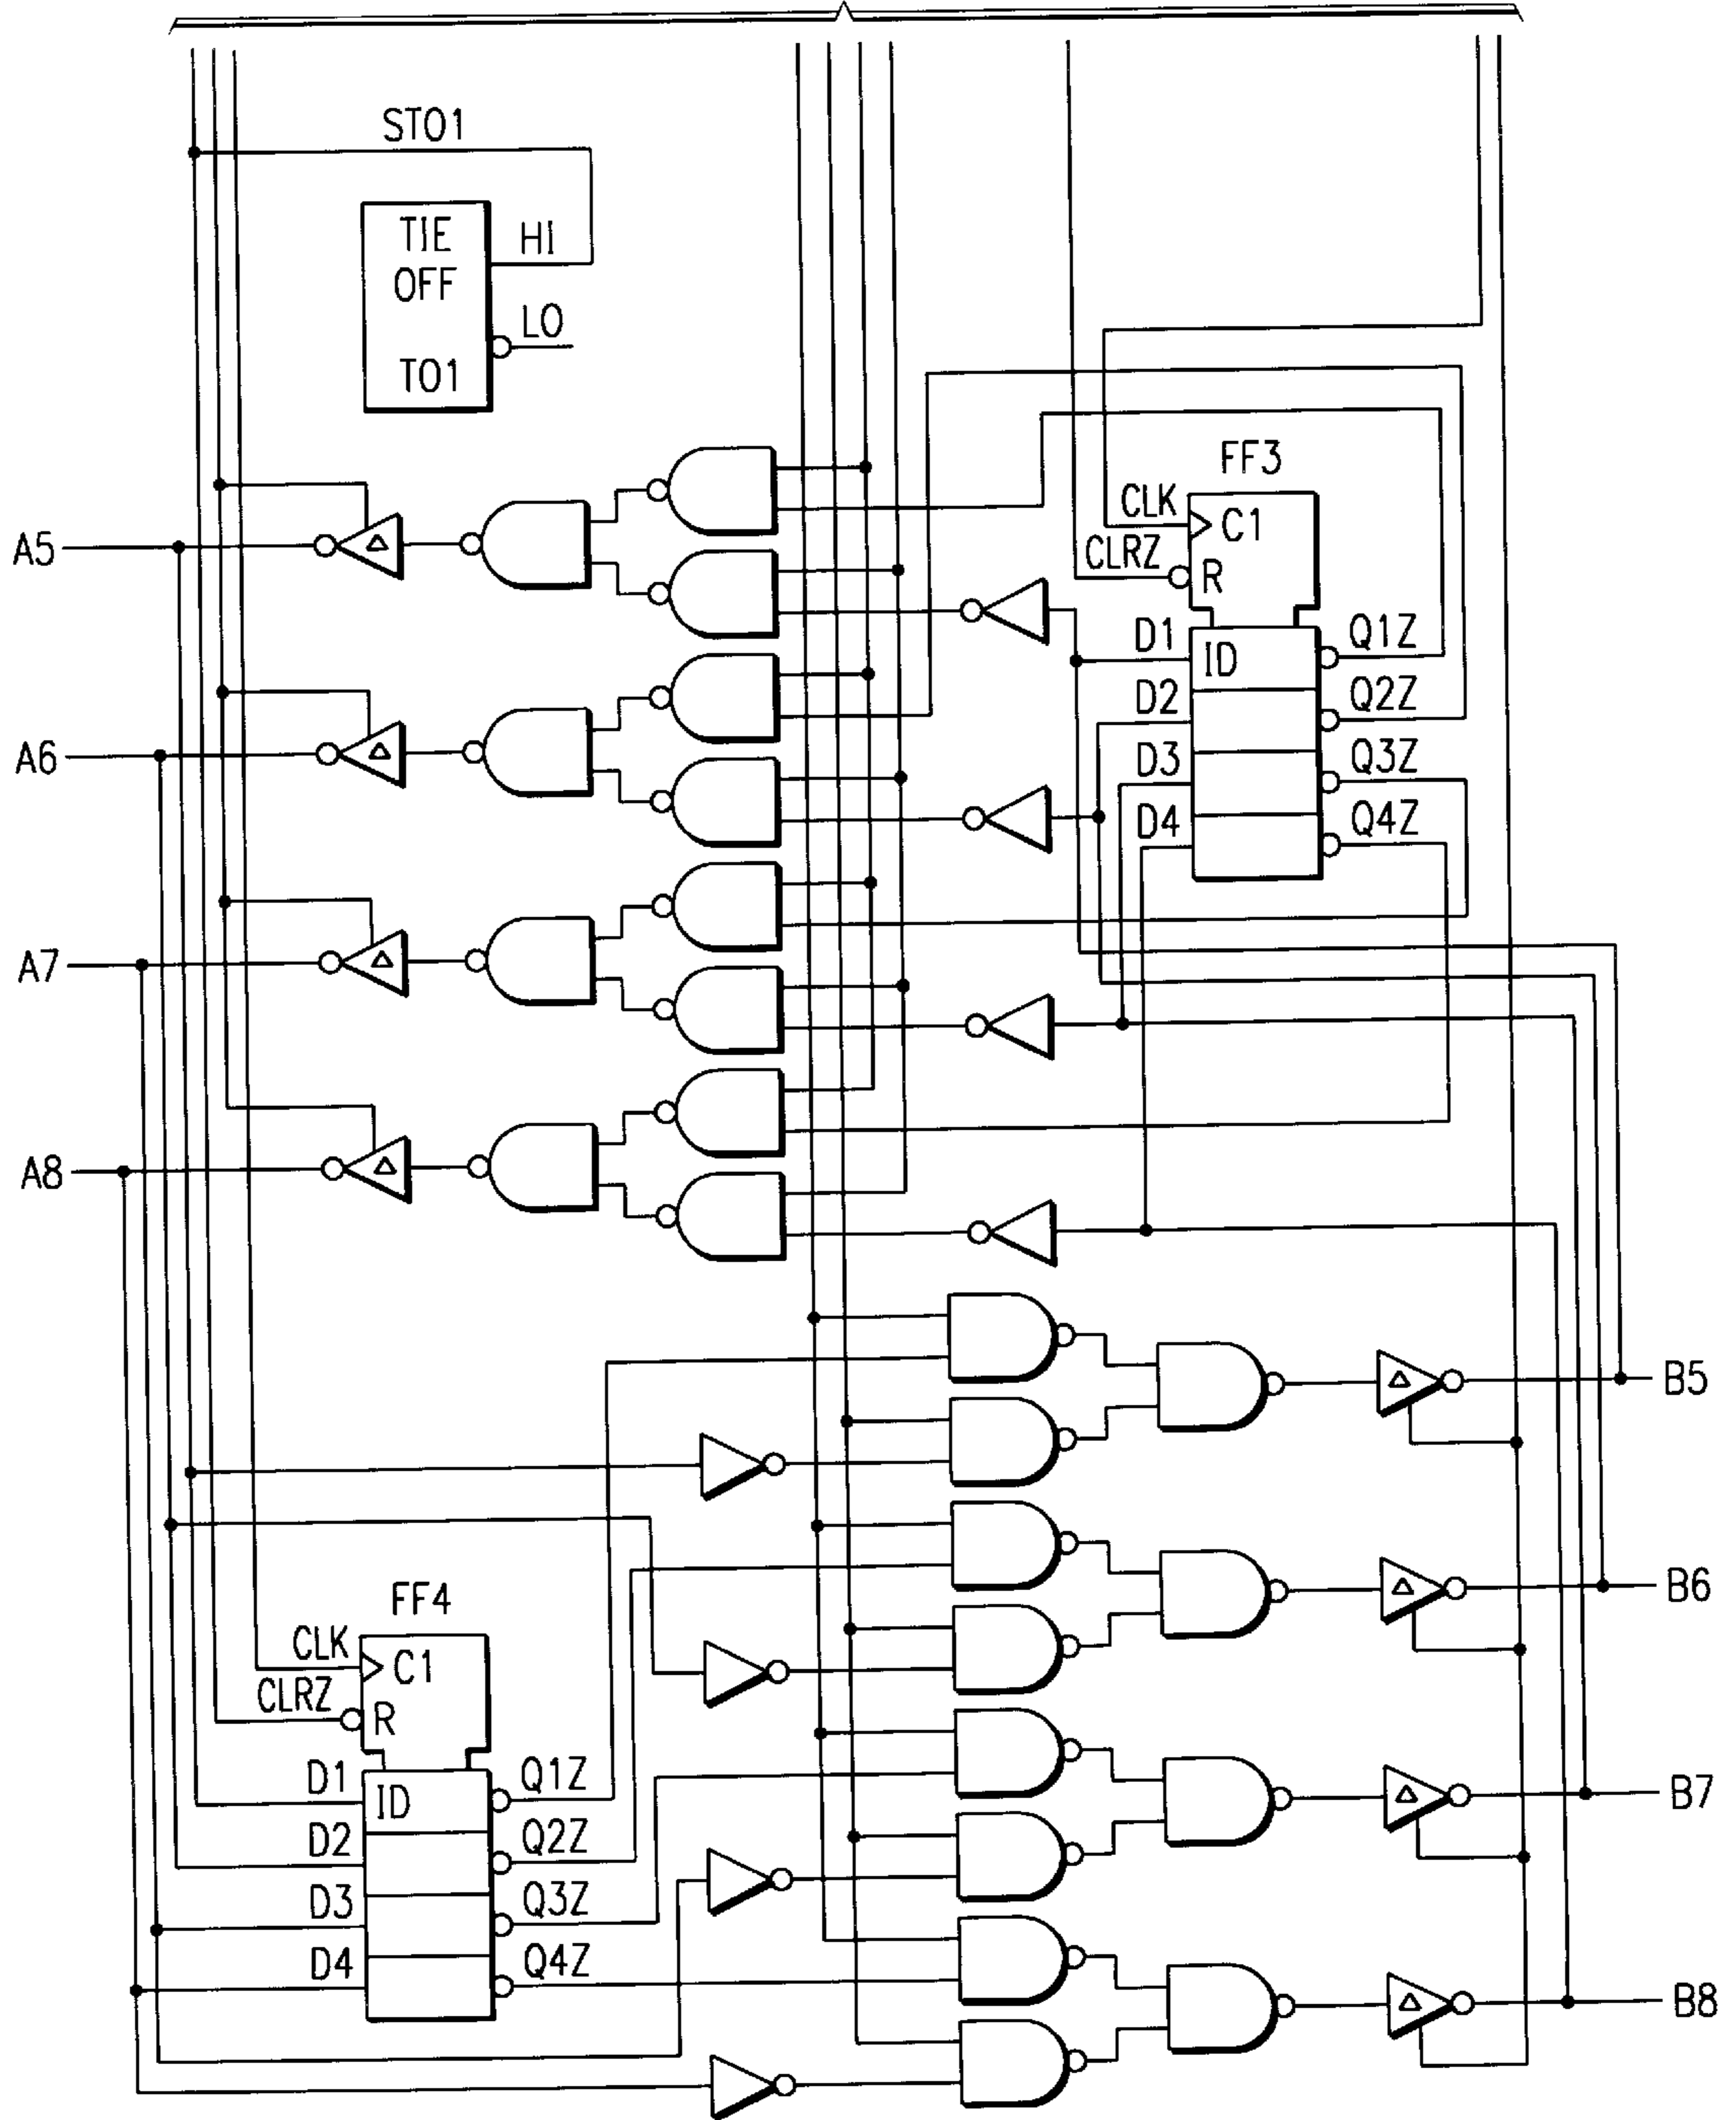 STO1
TIE
OFF
TO1
HI
LO
FF3
CLK
C1
CLRZ
R
A5
D1
ID
Q1Z
D2
Q2Z
A6
D3
Q3Z
D4
Q4Z
A7
A8
B5
B6
FF4
CLK
C1
CLRZ
R
D1
ID
Q1Z
B7
D2
Q2Z
D3
Q3Z
D4
Q4Z
B8